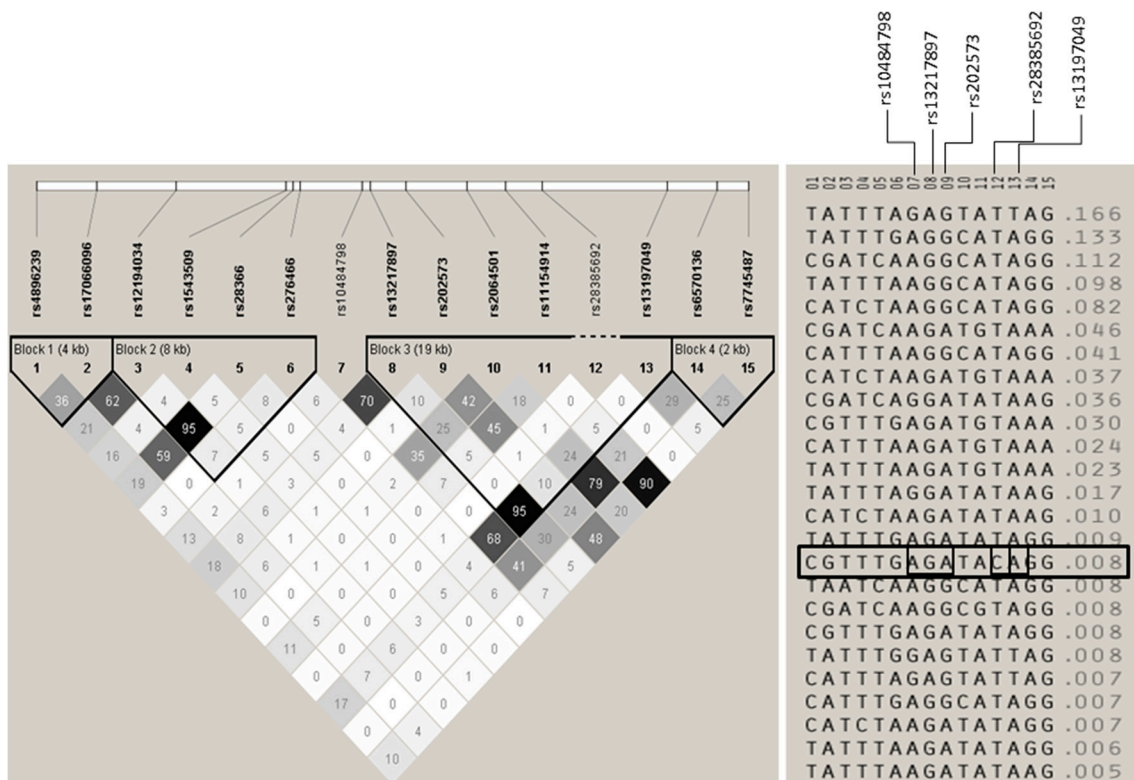 rs10484798
rs13217897
rs202573
rs28385692
rs13197049
rs4896239
rs17066096
rs12194034
rs1543509
rs28366
rs276466
rs10484798
rs13217897
rs202573
rs2064501
rs11154914
rs28385692
rs13197049
rs6570136
rs7745487
Block 1 (4 kb) Block 2 (8 kb) Block 3 (19 kb) Block 4 (2 kb)
1 2 3 4 5 6 7 8 9 10 11 12 13 14 15
36 62 4 5 8 6 70 10 42 18 0 0 29 25
21 4 95 5 0 4 1 25 45 1 5 0 5
16 59 7 5 5 0 35 5 1 24 21 0
19 0 1 3 0 2 7 0 10 79 90
3 2 6 1 1 0 0 95 24 20
13 8 1 0 0 1 68 30 48
18 6 1 1 0 4 41 5
10 0 0 0 5 6 7
0 5 0 3 0 0
11 0 0 6 0
0 7 0 1
17 0 0
0 4
10
01 02 03 04 05 06 07 08 09 10 11 12 13 14 15
TATTTAGAGTATTAG .166
TATTTGAGGCATAGG .133
CGATCAAGGCATAGG .112
TATTTAAGGCATAGG .098
CATCTAAGGCATAGG .082
CGATCAAGATGTAAA .046
CATTTAAGGCATAGG .041
CATCTAAGATGTAAA .037
CATCTAAGATATAGG .036
CGTTTGAGATGTAGG .030
CATTTAAGATGTAAA .024
TATTTAAGATGTAAA .023
TATTTAGGATATAAG .017
CATCTAAGATATAAG .010
TATTTGAGATATAGG .009
CGTTTGAGATACAGG .008
TAATCAAGGCATAGG .008
CGATCAAGGCGTAGG .008
CGTTTGAGATATAGG .008
TATTTGGAGTATTAG .008
CATTTAGAGTATTAG .007
CATTTGAGGCATAGG .007
CATCTAAGATATAGG .007
TATTTAAGATATAGG .006
TATTTAAGATATAAG .005